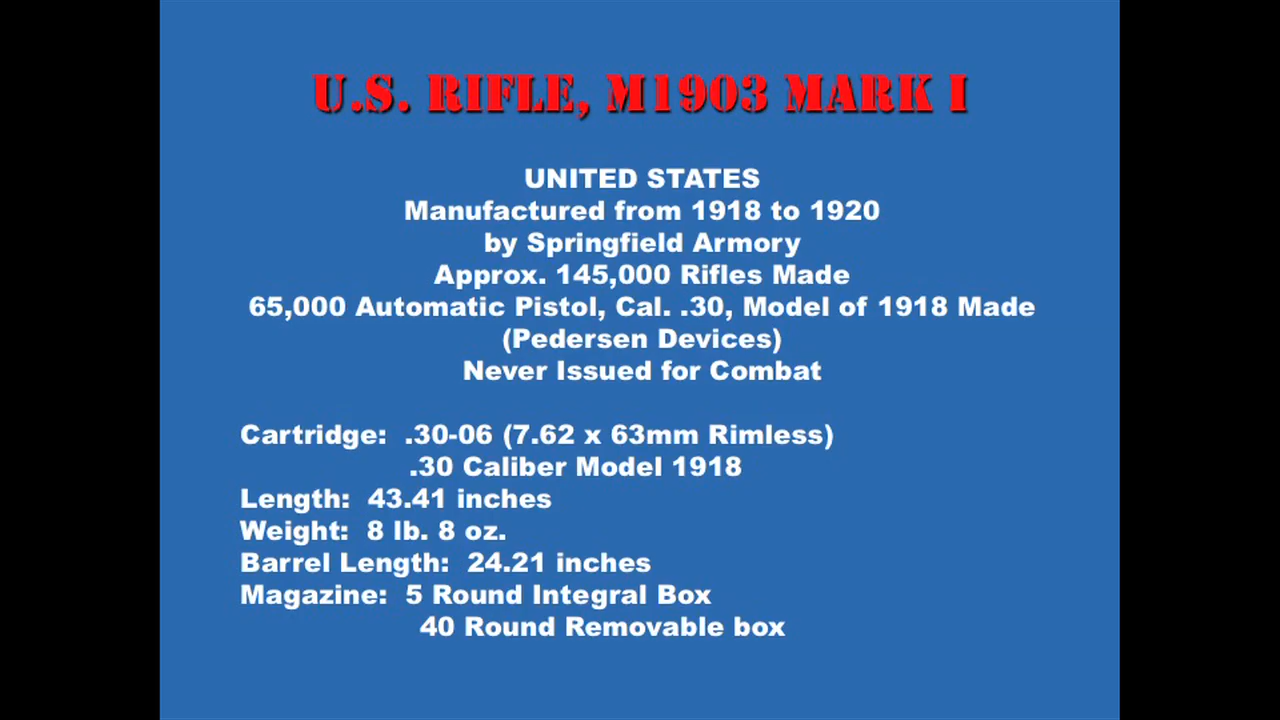 U.S. RIFLE, M1903 MARK I
UNITED STATES
Manufactured from 1918 to 1920
by Springfield Armory
Approx. 145,000 Rifles Made
65,000 Automatic Pistol, Cal. .30, Model of 1918 Made
(Pedersen Devices)
Never Issued for Combat
Cartridge: .30-06 (7.62 x 63mm Rimless)
.30 Caliber Model 1918
Length: 43.41 inches
Weight: 8 lb. 8 oz.
Barrel Length: 24.21 inches
Magazine: 5 Round Integral Box
40 Round Removable box